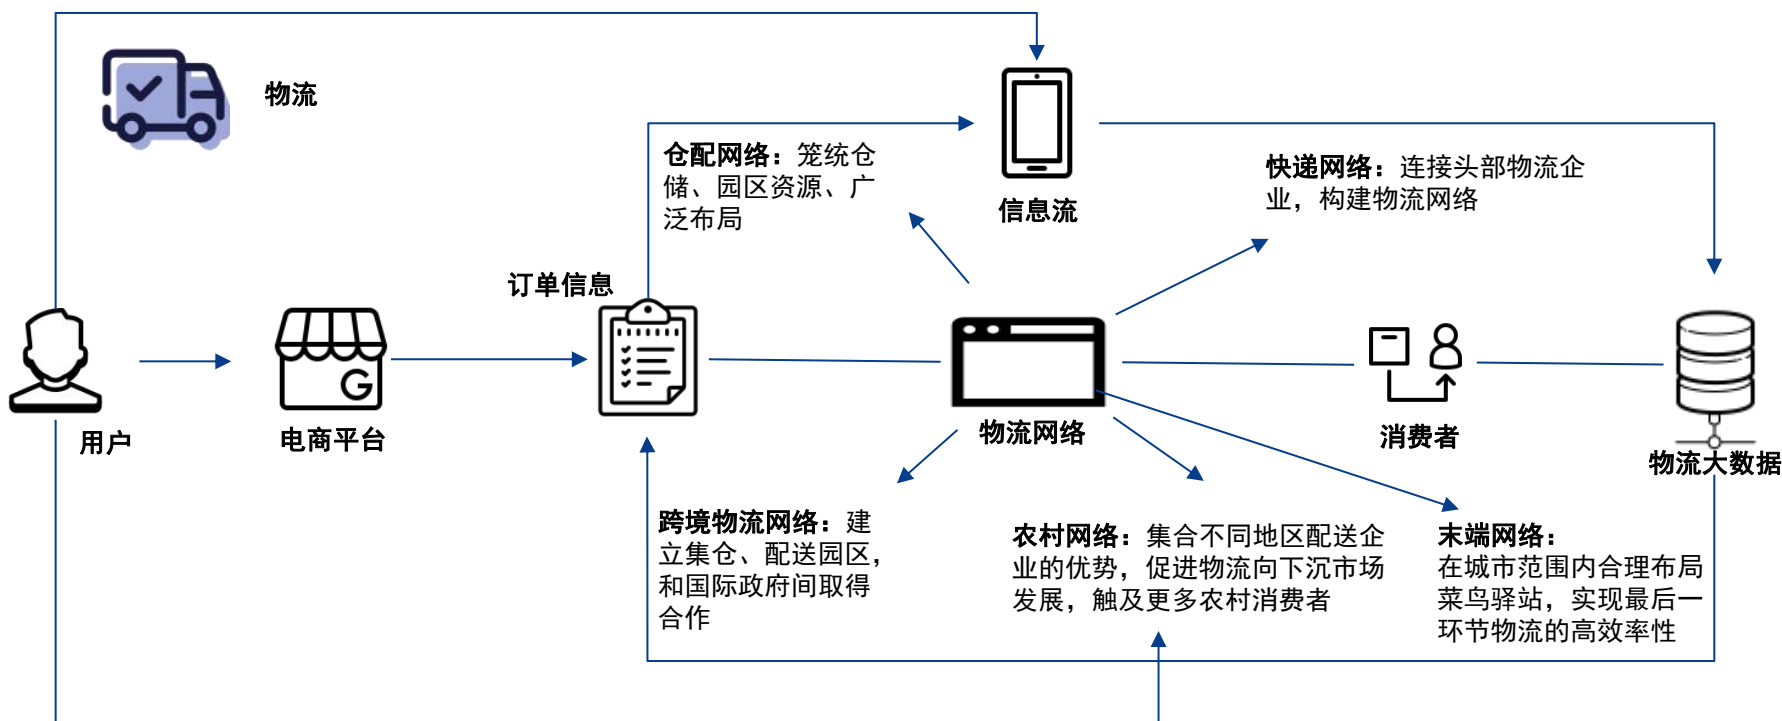 物流
仓配网络：笼统仓
储、园区资源、广
泛布局
信息流
快递网络：连接头部物流企
业，构建物流网络
订单信息
G
用户
电商平台
物流网络
消费者
物流大数据
跨境物流网络：建
立集仓、配送园区，
和国际政府间取得
合作
农村网络：集合不同地区配送企
业的优势，促进物流向下沉市场
发展，触及更多农村消费者
末端网络：
在城市范围内合理布局
菜鸟驿站，实现最后一
环节物流的高效率性